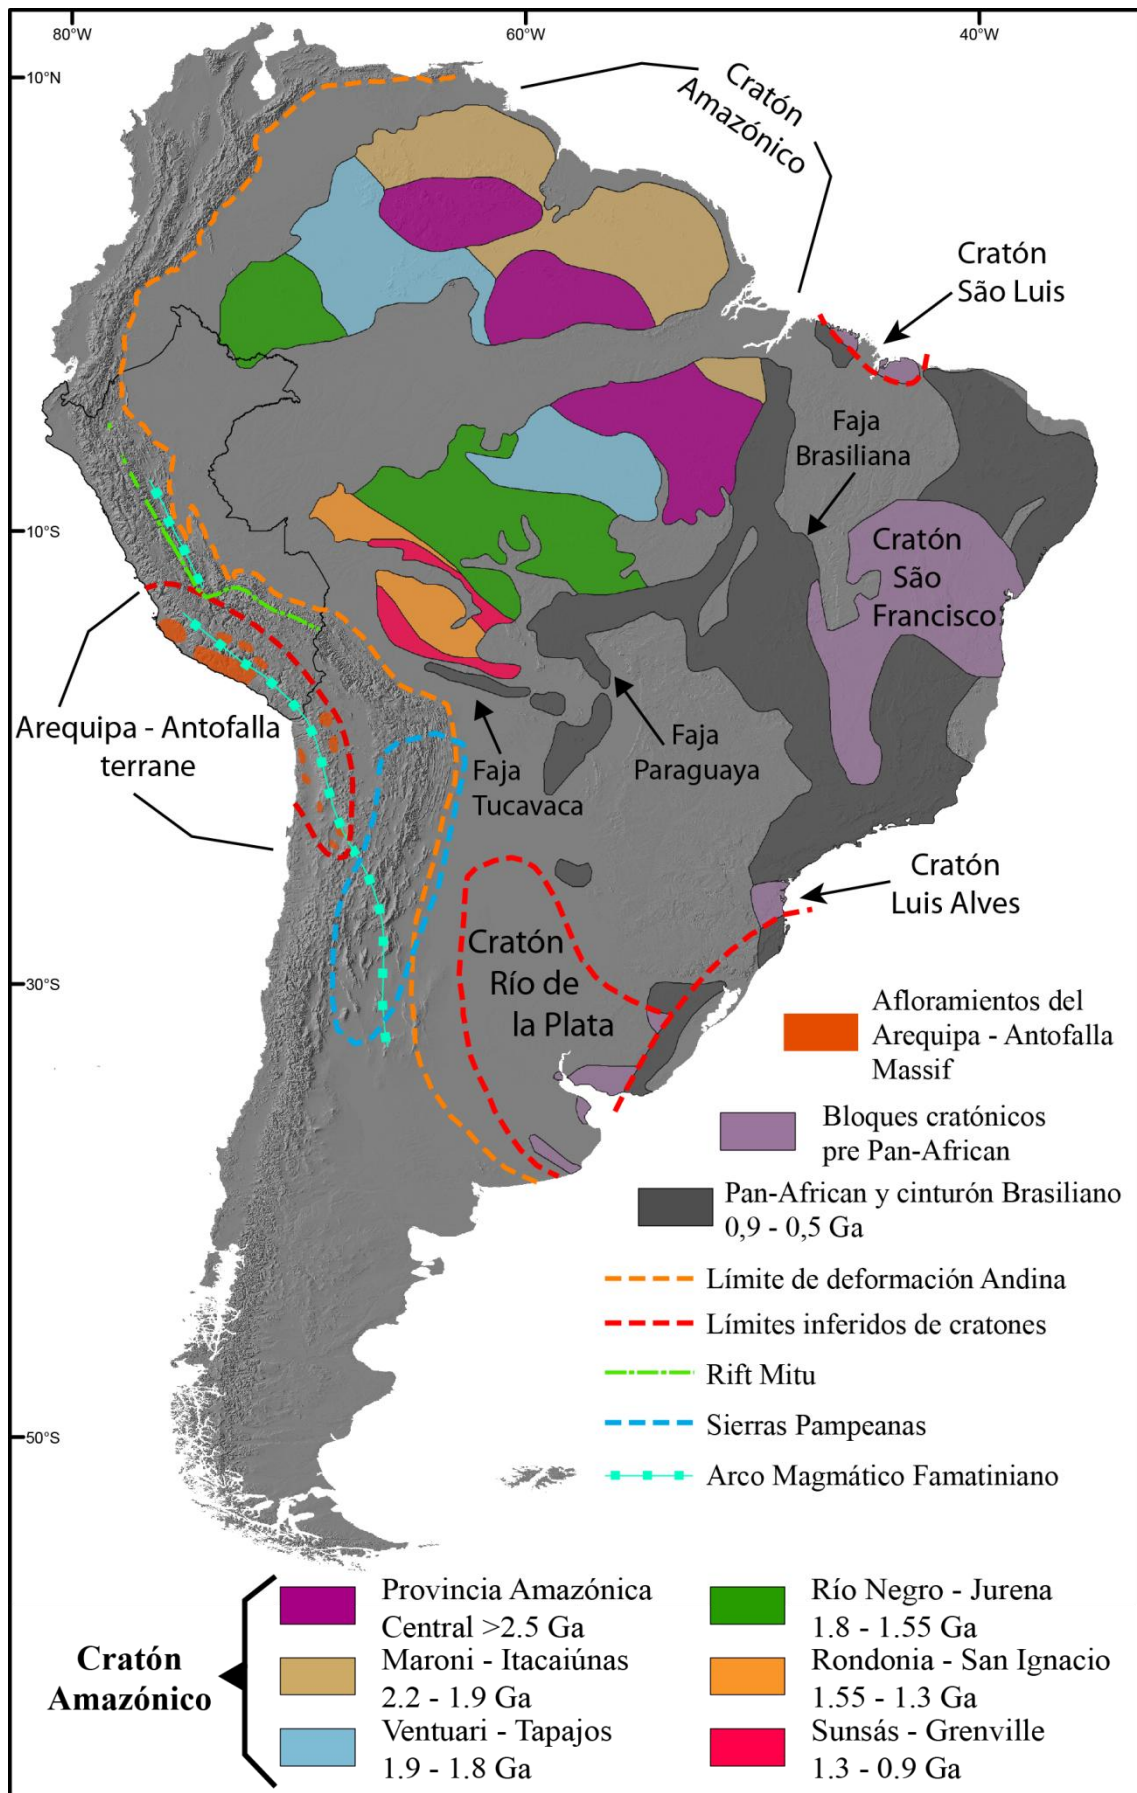 80°W
60°W
40°W
10°N
10°S
30°S
50°S
Cratón
Amazónico
Cratón
São Luis
Faja
Brasiliana
Cratón
São
Francisco
Arequipa - Antofalla
terrane
Faja
Tucavaca
Faja
Paraguaya
Cratón
Luis Alves
Cratón
Río de
la Plata
Afloramientos del
Arequipa - Antofalla
Massif
Bloques cratónicos
pre Pan-African
Pan-African y cinturón Brasiliano
0,9 - 0,5 Ga
Límite de deformación Andina
Límites inferidos de cratones
Rift Mitu
Sierras Pampeanas
Arco Magmático Famatiniano
Cratón
Amazónico
Provincia Amazónica
Central >2.5 Ga
Maroni - Itacaiúnas
2.2 - 1.9 Ga
Ventuari - Tapajos
1.9 - 1.8 Ga
Río Negro - Jurena
1.8 - 1.55 Ga
Rondonia - San Ignacio
1.55 - 1.3 Ga
Sunsás - Grenville
1.3 - 0.9 Ga